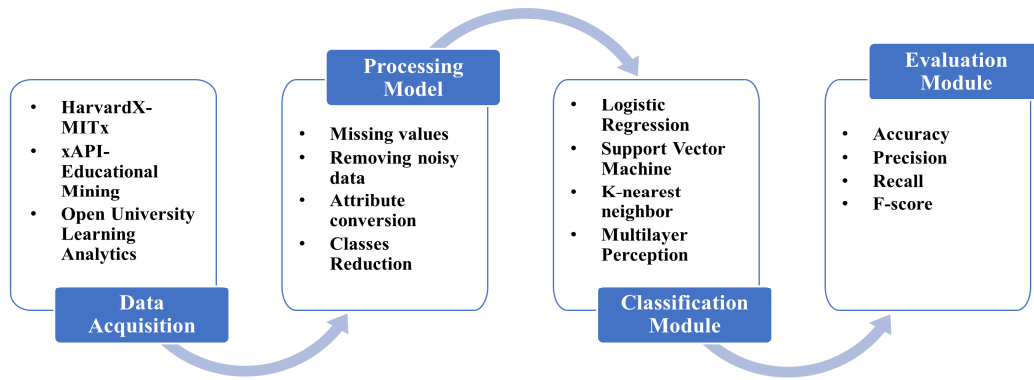 • HarvardX-
MITx
• xAPI-
Educational
Mining
• Open University
Learning
Analytics
Data
Acquisition
Processing
Model
• Missing values
• Removing noisy
data
• Attribute
conversion
• Classes
Reduction
• Logistic
Regression
• Support Vector
Machine
• K-nearest
neighbor
• Multilayer
Perception
Classification
Module
Evaluation
Module
• Accuracy
• Precision
• Recall
• F-score